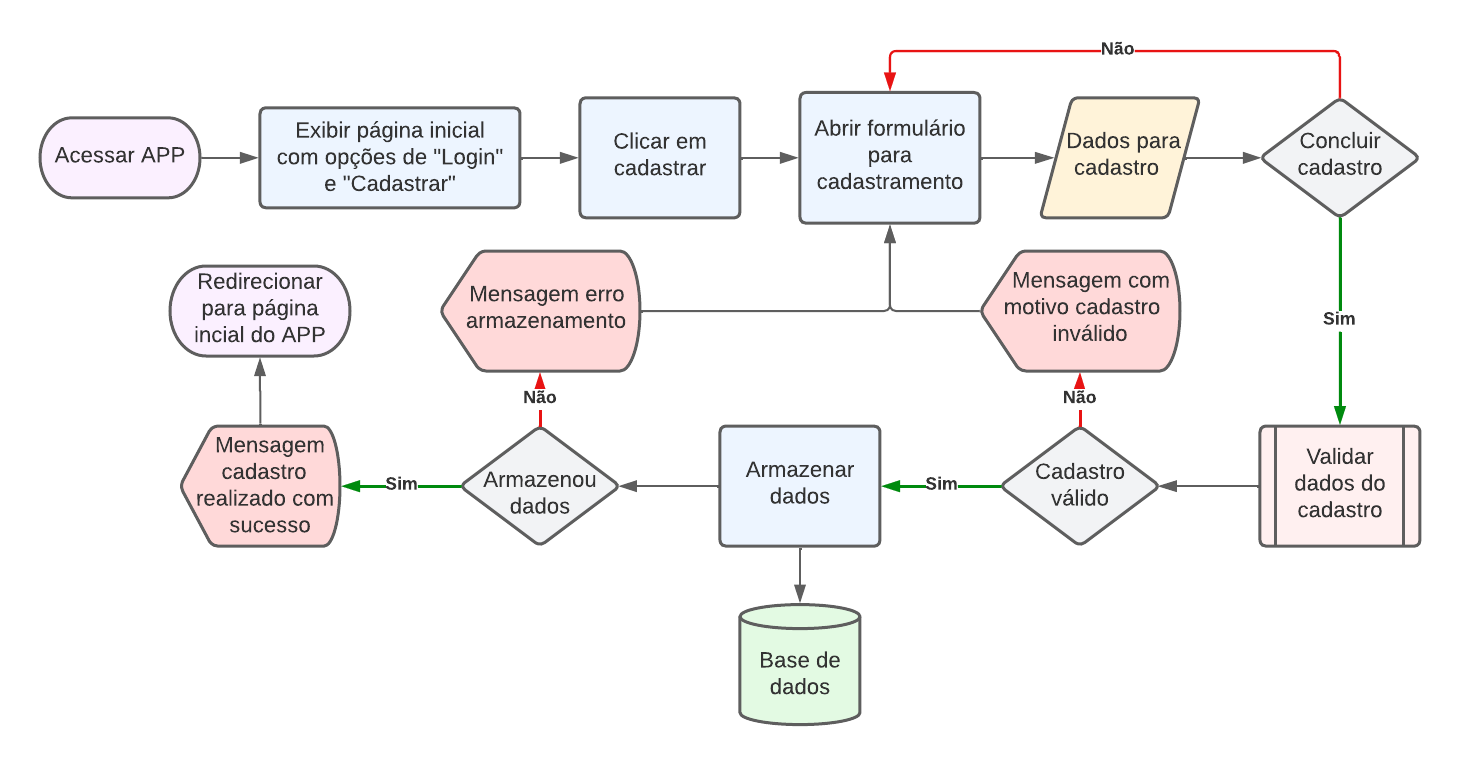 Não
Acessar APP
Exibir página inicial
com opções de "Login"
e "Cadastrar"
Clicar em
cadastrar
Abrir formulário
para
cadastramento
Dados para
cadastro
Concluir
cadastro
Redirecionar
para página
incial do APP
Mensagem erro
armazenamento
Mensagem com
motivo cadastro
inválido
Sim
Não
Não
Mensagem
cadastro
realizado com
sucesso
Sim
Armazenou
dados
Armazenar
dados
Sim
Cadastro
válido
Validar
dados do
cadastro
Base de
dados